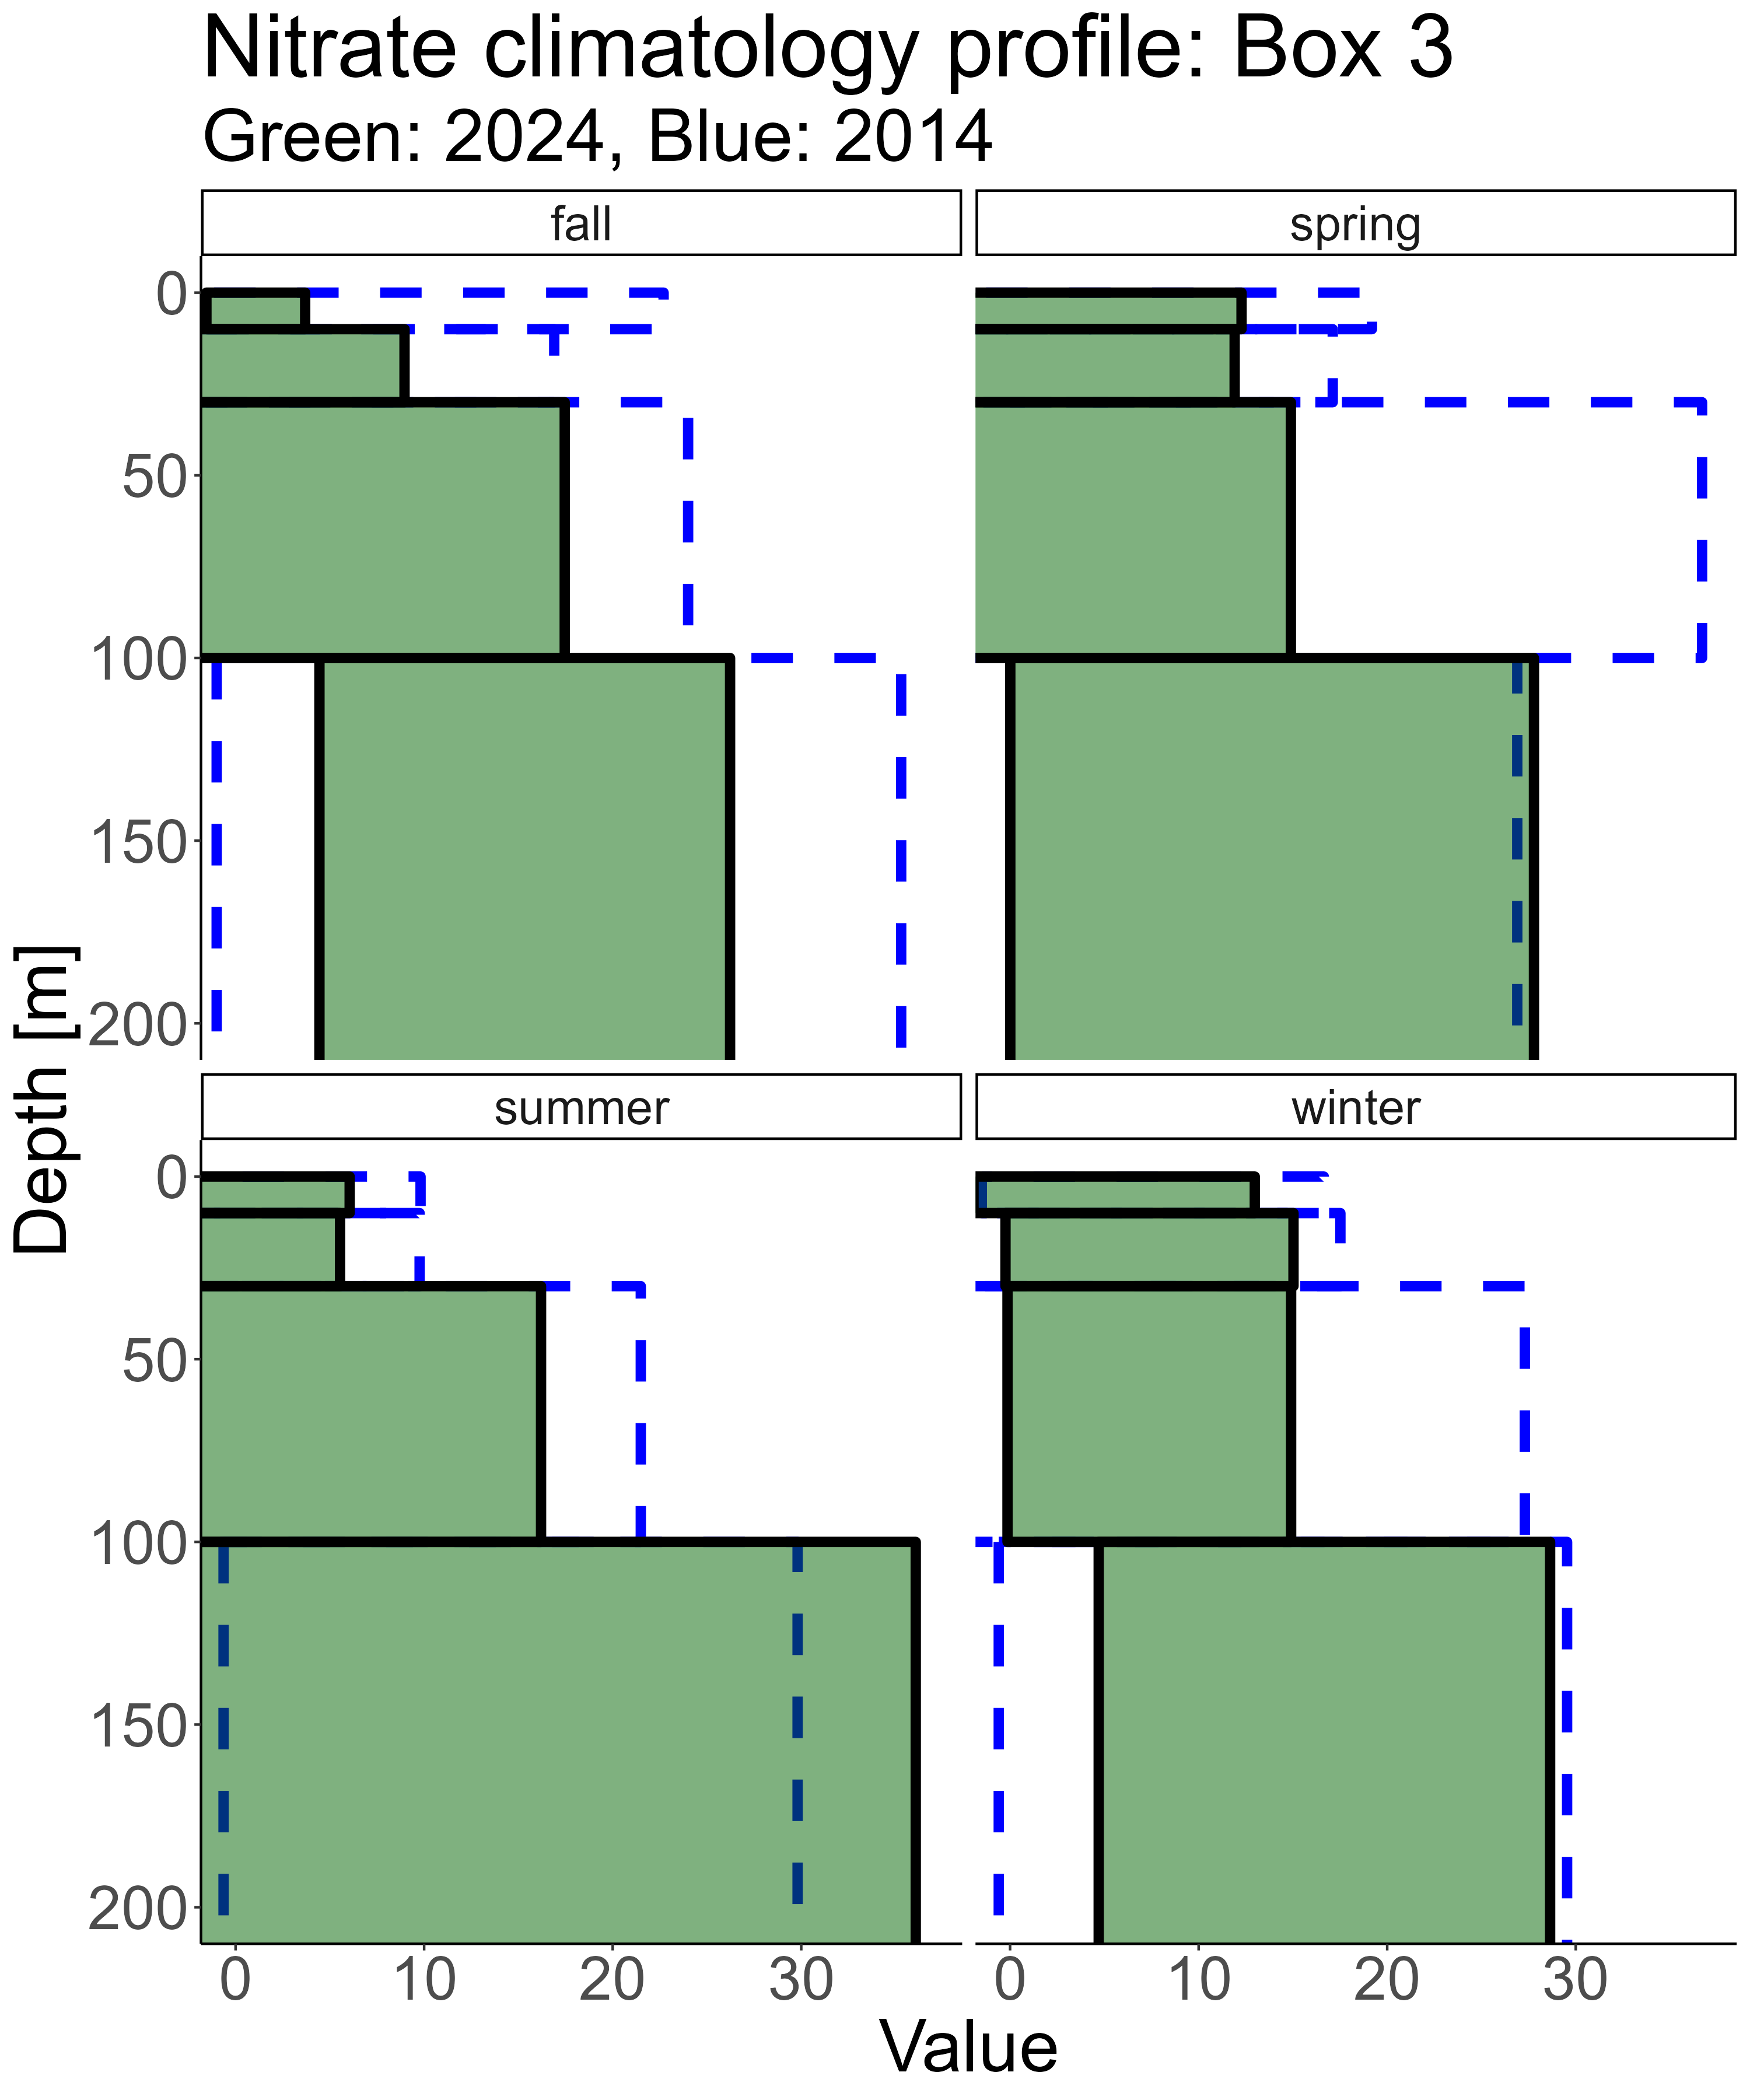 Nitrate climatology profile: Box 3
Green: 2024, Blue: 2014
fall
spring
0
50
100
150
200
summer
winter
0
50
100
150
200
Depth [m]
0 10 20 30
0 10 20 30
Value